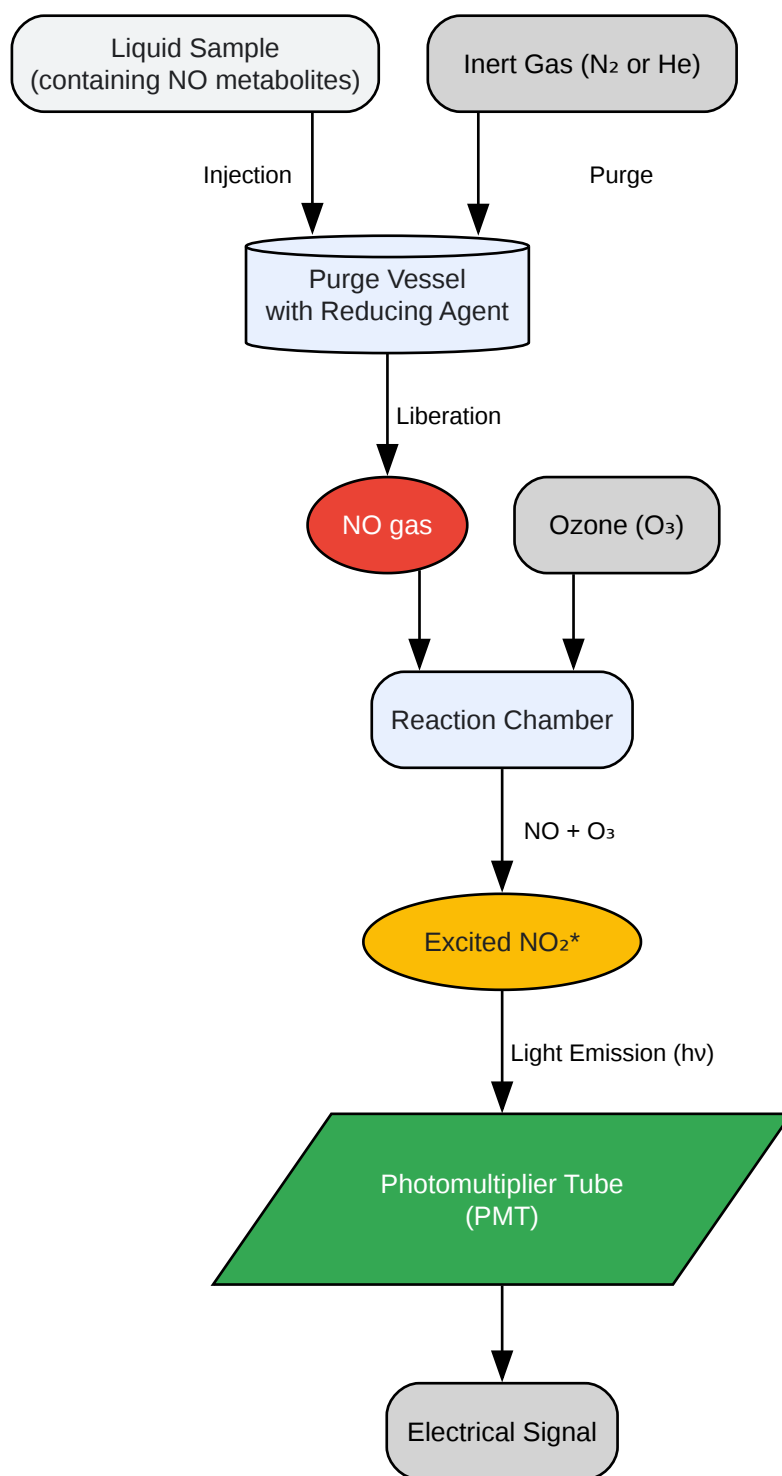 Liquid Sample
(containing NO metabolites)
Inert Gas (N₂ or He)
Injection
Purge
Purge Vessel
with Reducing Agent
Liberation
NO gas
Ozone (O₃)
Reaction Chamber
NO + O₃
Excited NO₂*
Light Emission (hν)
Photomultiplier Tube
(PMT)
Electrical Signal